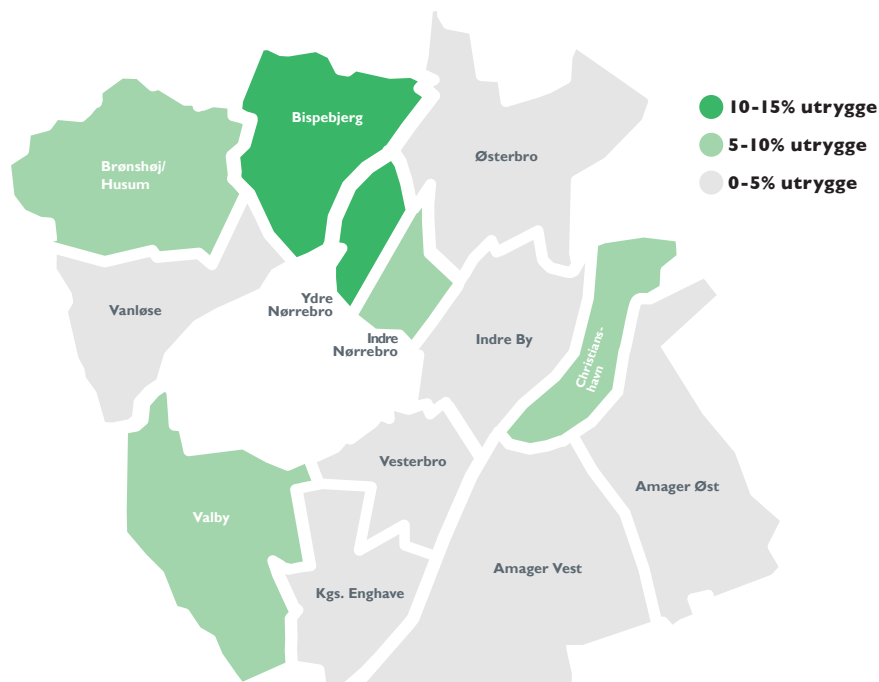 Bispebjerg
10-15% utrygge
5-10% utrygge
0-5% utrygge
Østerbro
Brønshøj/
Husum
Vanløse
Ydre
Nørrebro
Indre
Nørrebro
Indre By
Christians-
havn
Vesterbro
Amager Øst
Valby
Amager Vest
Kgs. Enghave